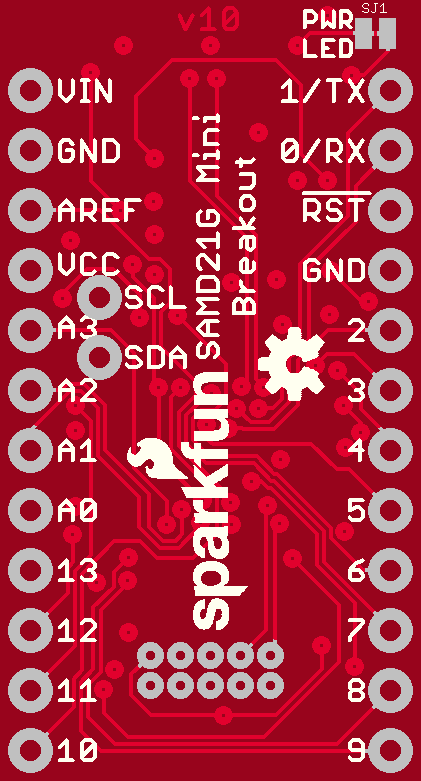 v10
SJ1
PWR
LED
VIN
1/TX
GND
0/RX
AREF
RST
VCC
GND
SCL
A3
2
SDA
A2
3
A1
4
A0
5
13
6
12
7
11
8
10
9
SAMD21G Mini
Breakout
sparkfun